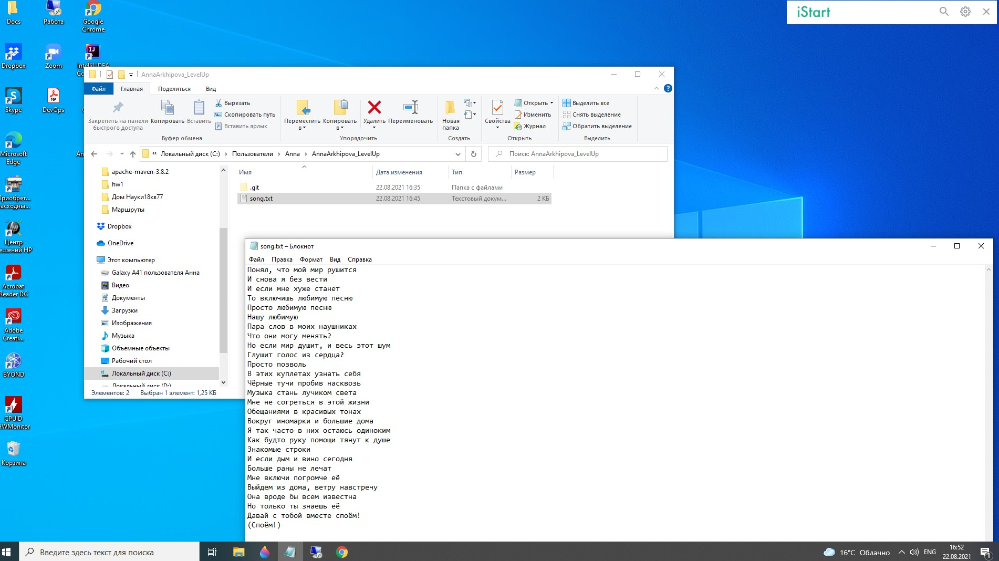 Docs
Работа
Google Chrome
Dropbox
Zoom
IntelliJ IDEA
Co
Skype
DevOps
Microsoft Edge
An
Приобрет...
расходны...
Центр
решений HP
Acrobat
Reader DC
Adobe
Creati...
BYOND
CPUID
HWMonitor
Корзина
iStart
AnnaArkhipova_LevelUp
Файл Главная Поделиться Вид
Закрепить на панели быстрого доступа
Копировать
Вставить
Вырезать
Скопировать путь
Вставить ярлык
Буфер обмена
Переместить в
Копировать в
Удалить
Переименовать
Упорядочить
Новая папка
Создать
Свойства
Открыть
Изменить
Журнал
Открыть
Выделить все
Снять выделение
Обратить выделение
Выделить
« Локальный диск (C:) › Пользователи › Anna › AnnaArkhipova_LevelUp
Поиск: AnnaArkhipova_LevelUp
apache-maven-3.8.2
hw1
Дом Науки18кв77
Маршруты
Dropbox
OneDrive
Этот компьютер
Galaxy A41 пользователя Анна
Видео
Документы
Загрузки
Изображения
Музыка
Объемные объекты
Рабочий стол
Локальный диск (C:)
Локальный диск (D:)
Имя Дата изменения Тип Размер
.git 22.08.2021 16:35 Папка с файлами
song.txt 22.08.2021 16:45 Текстовый докум... 2 КБ
Элементов: 2 Выбран 1 элемент: 1,25 КБ
song.txt – Блокнот
Файл Правка Формат Вид Справка
Понял, что мой мир рушится
И снова я без вести
И если мне хуже станет
То включишь любимую песню
Просто любимую песню
Нашу любимую
Пара слов в моих наушниках
Что они могу менять?
Но если мир душит, и весь этот шум
Глушит голос из сердца?
Просто позволь
В этих куплетах узнать себя
Чёрные тучи пробив насквозь
Музыка стань лучиком света
Мне не согреться в этой жизни
Обещаниями в красивых тонах
Вокруг иномарки и большие дома
Я так часто в них остаюсь одиноким
Как будто руку помощи тянут к душе
Знакомые строки
И если дым и вино сегодня
Больше раны не лечат
Мне включи погромче её
Выйдем из дома, ветру навстречу
Она вроде бы всем известна
Но только ты знаешь её
Давай с тобой вместе споём!
(Споём!)
Введите здесь текст для поиска
16°C Облачно
ENG
16:52
22.08.2021
1